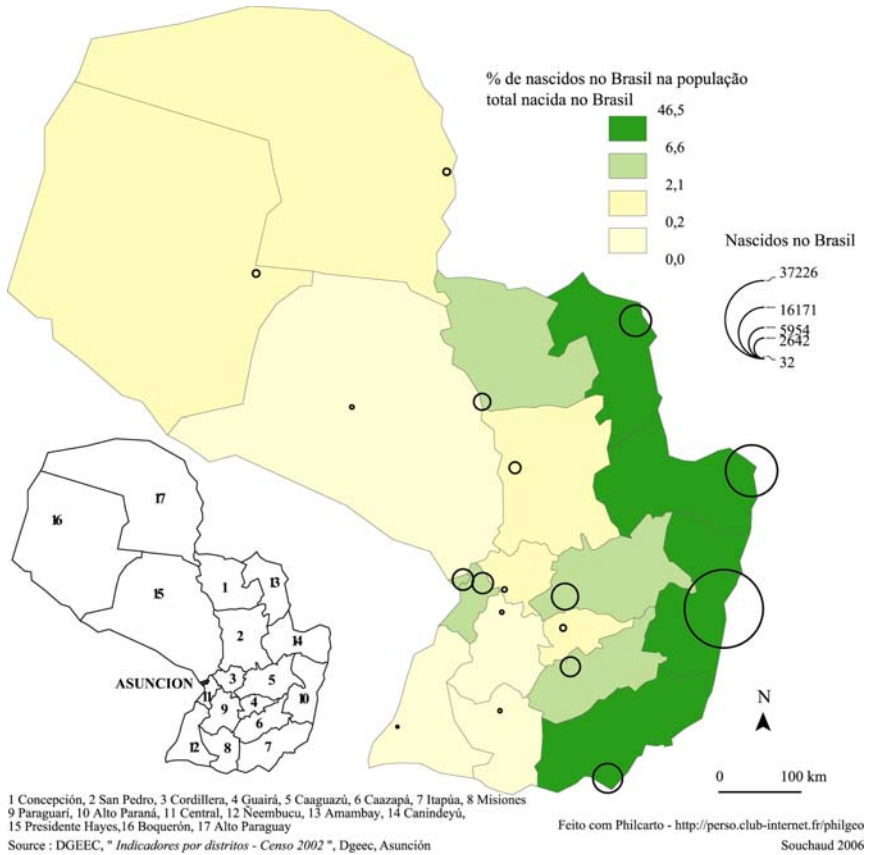 % de nascidos no Brasil na população
total nacida no Brasil
46,5
6,6
2,1
0,2
0,0
Nascidos no Brasil
37226
16171
5954
2642
32
17
16
15
1
13
2
14
ASUNCION
3
5
11
4
10
9
6
12
8
7
N
0 100 km
1 Concepción, 2 San Pedro, 3 Cordillera, 4 Guairá, 5 Caaguazú, 6 Caazapá, 7 Itapúa, 8 Misiones
9 Paraguarí, 10 Alto Paraná, 11 Central, 12 Ñeembucu, 13 Amambay, 14 Canindeyú,
15 Presidente Hayes,16 Boquerón, 17 Alto Paraguay
Feito com Philcarto - http://perso.club-internet.fr/philgeo
Source : DGEEC, " Indicadores por distritos - Censo 2002 ", Dgeec, Asunción
Souchaud 2006